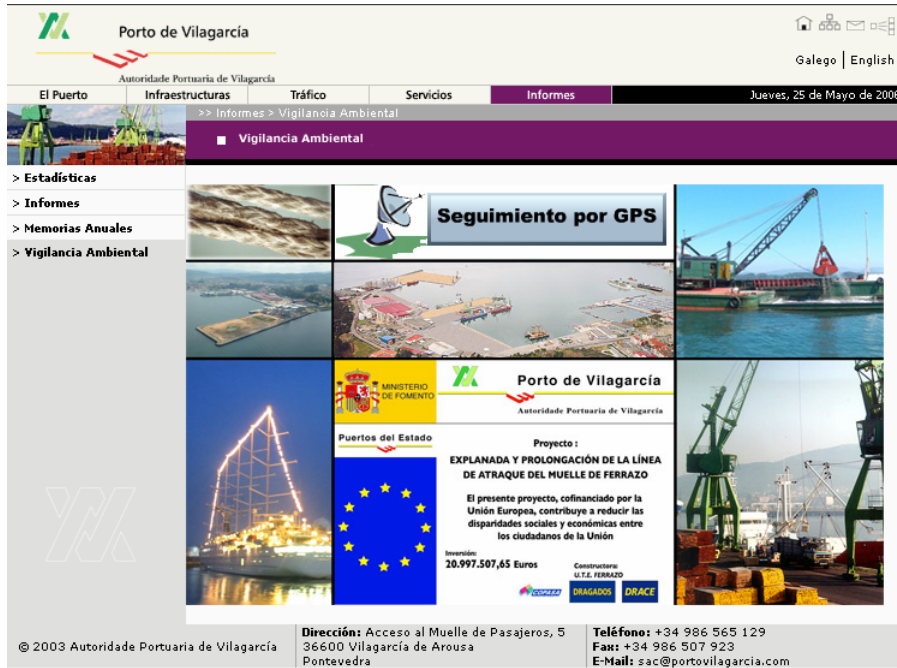 Porto de Vilagarcía
Autoridade Portuaria de Vilagarcía
Galego | English
El Puerto Infraestructuras Tráfico Servicios Informes Jueves, 25 de Mayo de 2006
>> Informes > Vigilancia Ambiental
Vigilancia Ambiental
> Estadísticas
> Informes
> Memorias Anuales
> Vigilancia Ambiental
Seguimiento por GPS
MINISTERIO
DE FOMENTO
Porto de Vilagarcía
Autoridade Portuaria de Vilagarcía
Puertos del Estado
Proyecto :
EXPLANADA Y PROLONGACIÓN DE LA LÍNEA
DE ATRAQUE DEL MUELLE DE FERRAZO
El presente proyecto, cofinanciado por la
Unión Europea, contribuye a reducir las
disparidades sociales y económicas entre
los ciudadanos de la Unión
Inversión:
20.997.507,65 Euros
Constructora:
U.T.E. FERRAZO
COPASA DRAGADOS DRACE
© 2003 Autoridade Portuaria de Vilagarcía
Dirección: Acceso al Muelle de Pasajeros, 5
36600 Vilagarcía de Arousa
Pontevedra
Teléfono: +34 986 565 129
Fax: +34 986 507 923
E-Mail: sac@portovilagarcia.com